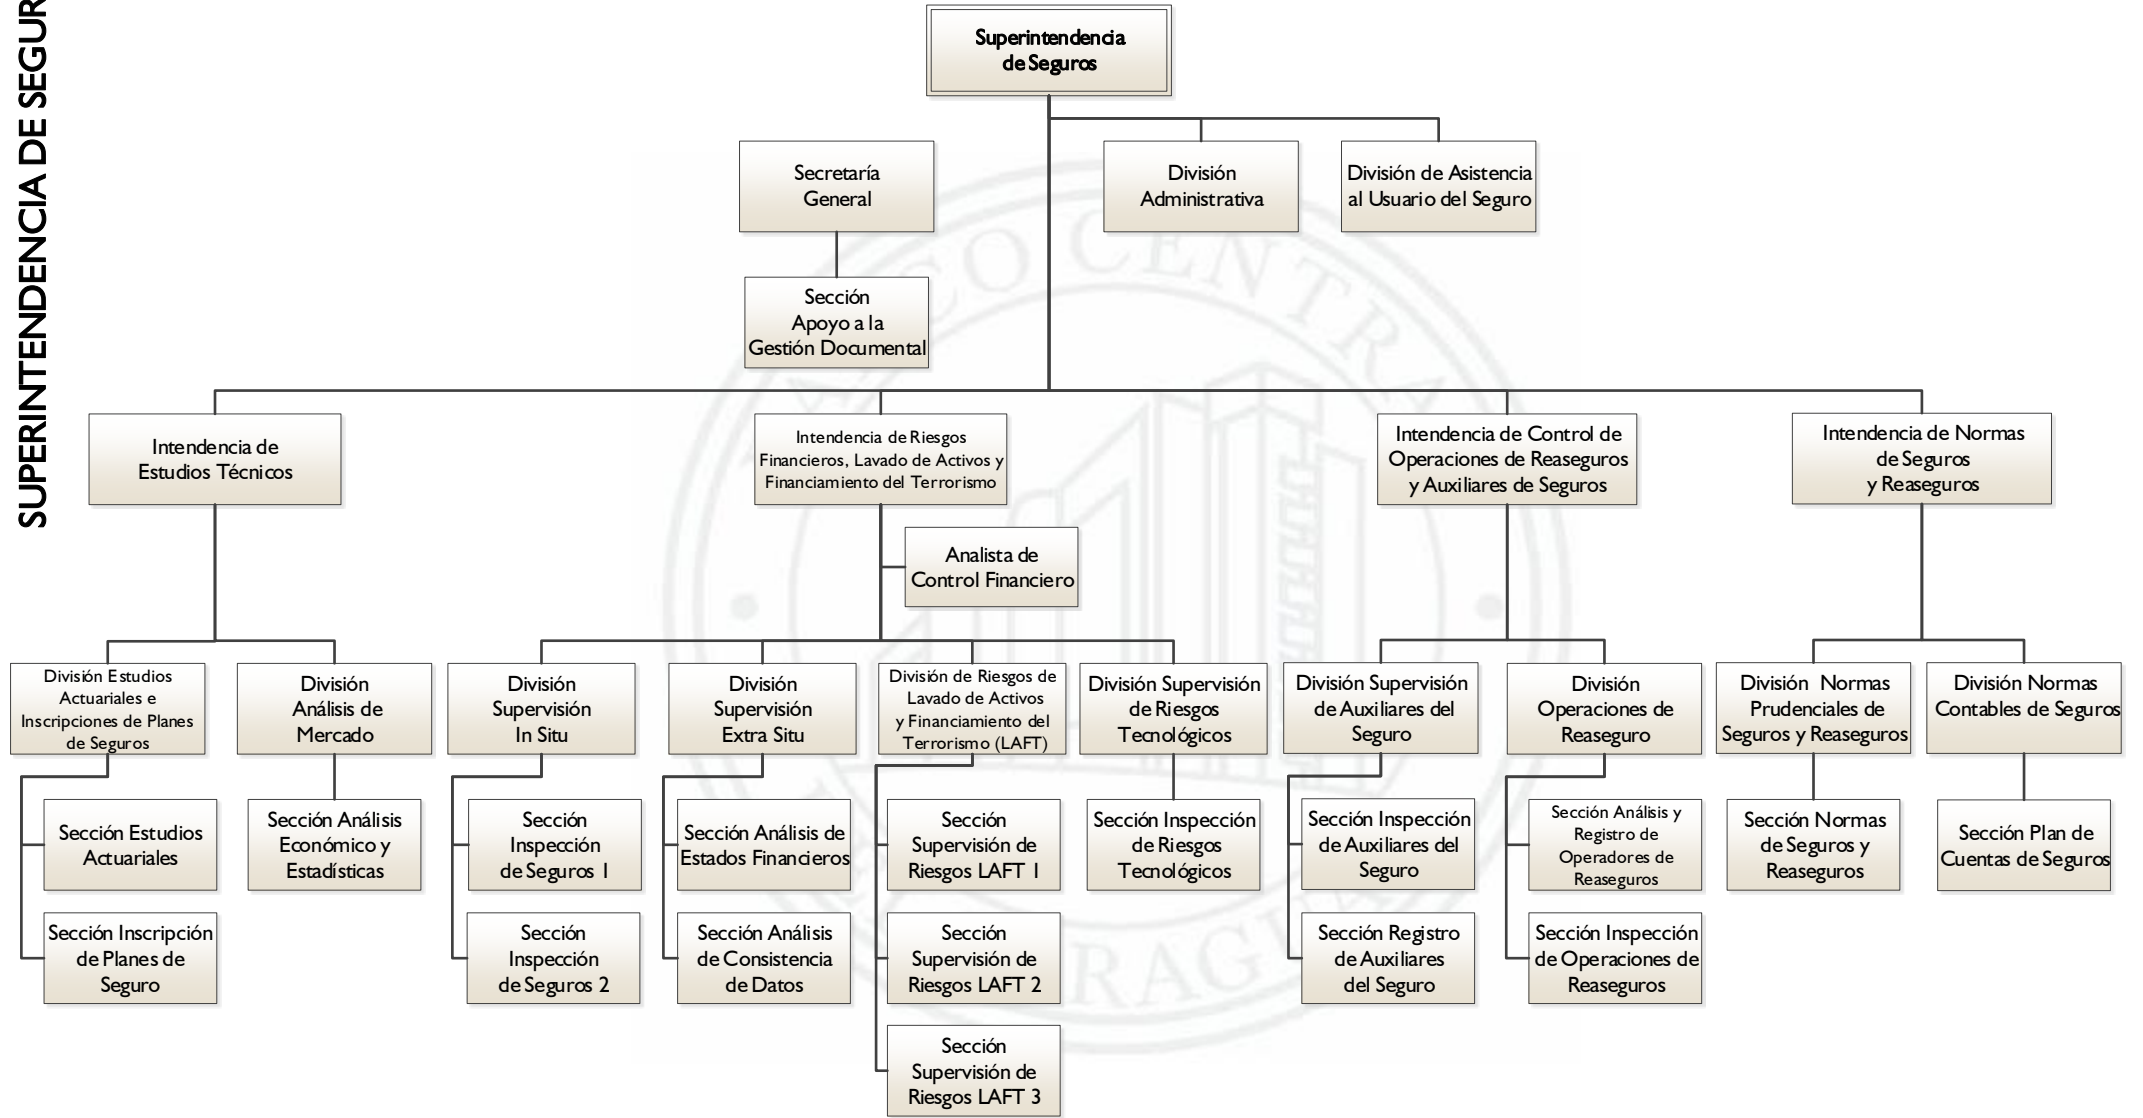 SUPERINTENDENCIA DE SEGUR
Superintendencia
de Seguros
Secretaría
General
División
Administrativa
División de Asistencia
al Usuario del Seguro
Sección
Apoyo a la
Gestión Documental
Intendencia de
Estudios Técnicos
Intendencia de Riesgos
Financieros, Lavado de Activos y
Financiamiento del Terrorismo
Intendencia de Control de
Operaciones de Reaseguros
y Auxiliares de Seguros
Intendencia de Normas
de Seguros
y Reaseguros
Analista de
Control Financiero
División Estudios
Actuariales e
Inscripciones de Planes
de Seguros
División
Análisis de
Mercado
División
Supervisión
In Situ
División
Supervisión
Extra Situ
División de Riesgos de
Lavado de Activos
y Financiamiento del
Terrorismo (LAFT)
División Supervisión
de Riesgos
Tecnológicos
División Supervisión
de Auxiliares del
Seguro
División
Operaciones de
Reaseguro
División Normas
Prudenciales de
Seguros y Reaseguros
División Normas
Contables de Seguros
Sección Estudios
Actuariales
Sección Análisis
Económico y
Estadísticas
Sección
Inspección
de Seguros 1
Sección Análisis de
Estados Financieros
Sección
Supervisión de
Riesgos LAFT 1
Sección Inspección
de Riesgos
Tecnológicos
Sección Inspección
de Auxiliares del
Seguro
Sección Análisis y
Registro de
Operadores de
Reaseguros
Sección Normas
de Seguros y
Reaseguros
Sección Plan de
Cuentas de Seguros
Sección Inscripción
de Planes de
Seguro
Sección
Inspección
de Seguros 2
Sección Análisis
de Consistencia
de Datos
Sección
Supervisión de
Riesgos LAFT 2
Sección Registro
de Auxiliares
del Seguro
Sección Inspección
de Operaciones de
Reaseguros
Sección
Supervisión de
Riesgos LAFT 3